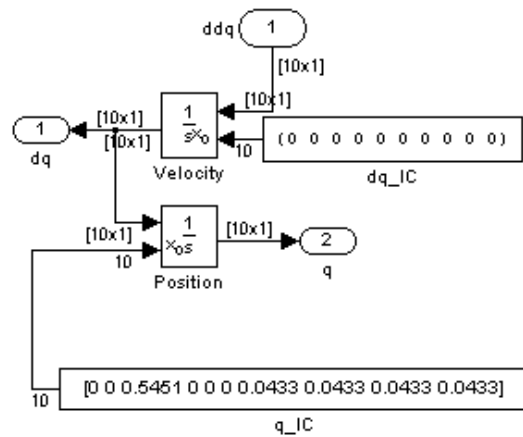 ddq
1
[10x1]
[10x1]
1
[10x1]
dq
1
s
xo
10
(0 0 0 0 0 0 0 0 0 0)
Velocity
dq_IC
[10x1]
10
xo
1
s
[10x1]
2
Position
q
10
[0 0 0.5451 0 0 0 0.0433 0.0433 0.0433 0.0433]
q_IC